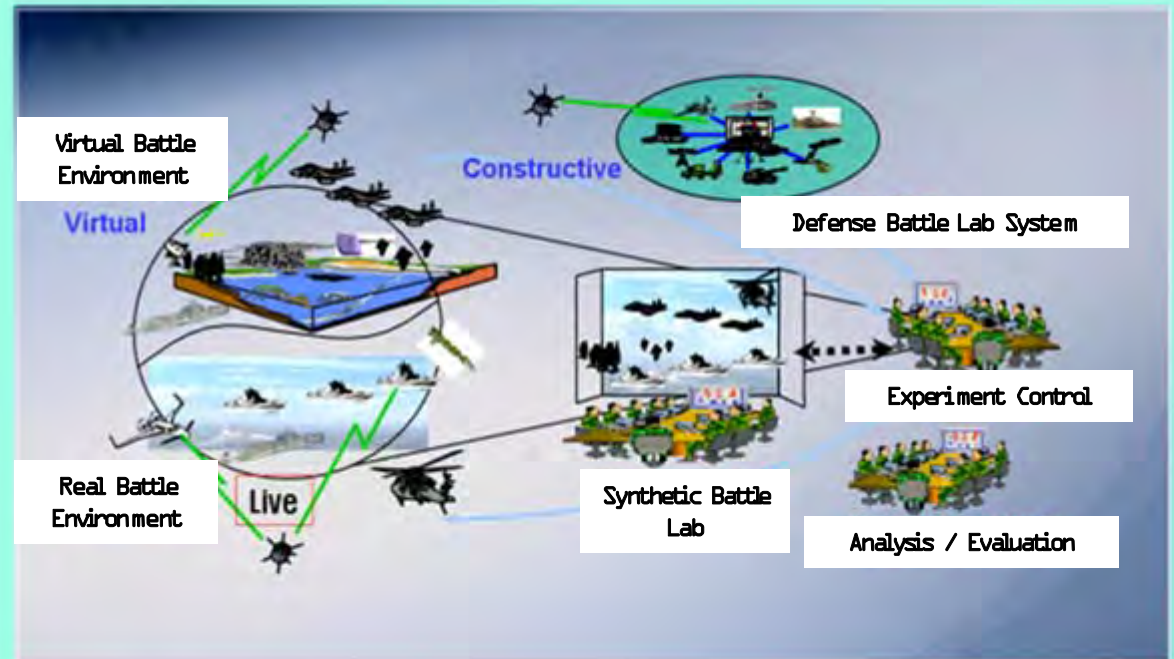 Virtual Battle
Environment
Virtual
Constructive
Defense Battle Lab System
Experiment Control
Real Battle
Environment
Live
Synthetic Battle
Lab
Analysis / Evaluation